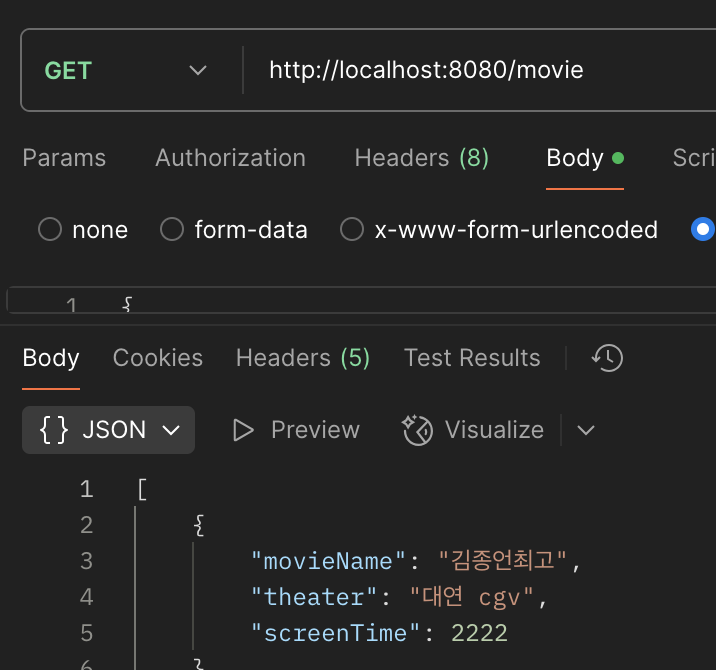 GET http://localhost:8080/movie
Params Authorization Headers (8) Body Scri
none form-data x-www-form-urlencoded
1 {
Body Cookies Headers (5) Test Results
{} JSON Preview Visualize
1 [
2 {
3 "movieName": "김종언최고",
4 "theater": "대연 cgv",
5 "screenTime": 2222
6 }